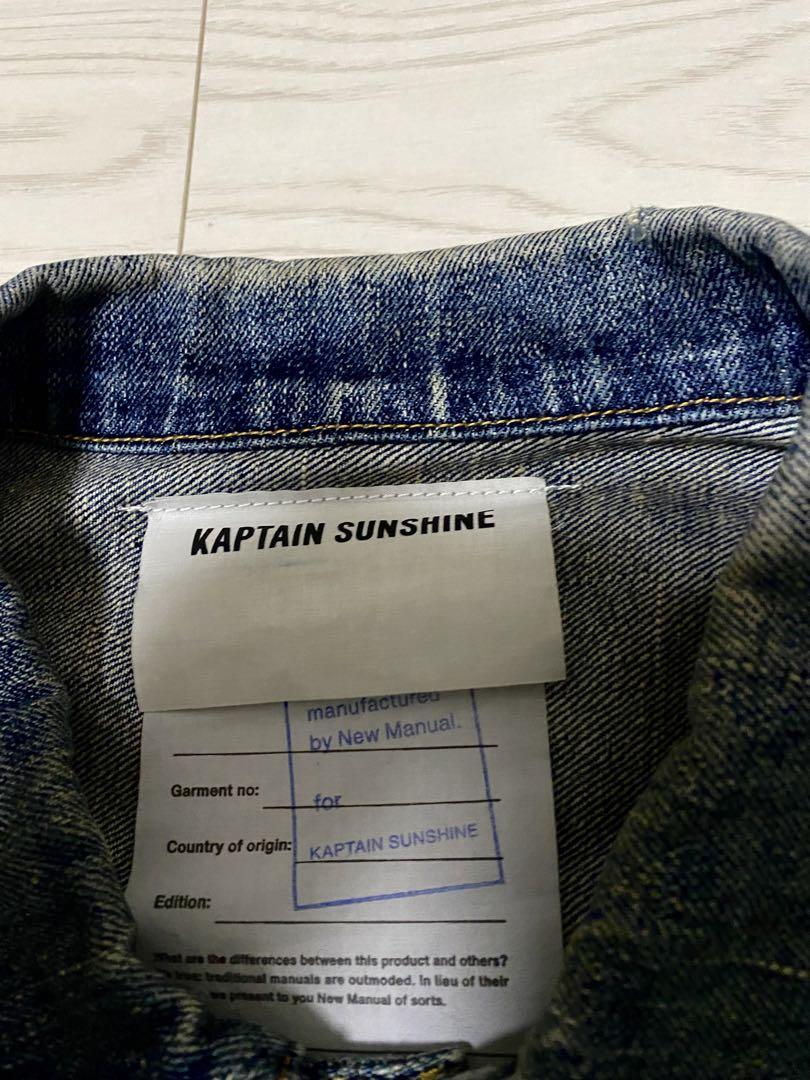 KAPTAIN SUNSHINE
manufactured
by New Manual.
Garment no:
for
Country of origin:
KAPTAIN SUNSHINE
Edition:
What are the differences between this product and others?
traditional manuals are outmoded. In lieu of their
we present to you New Manual of sorts.